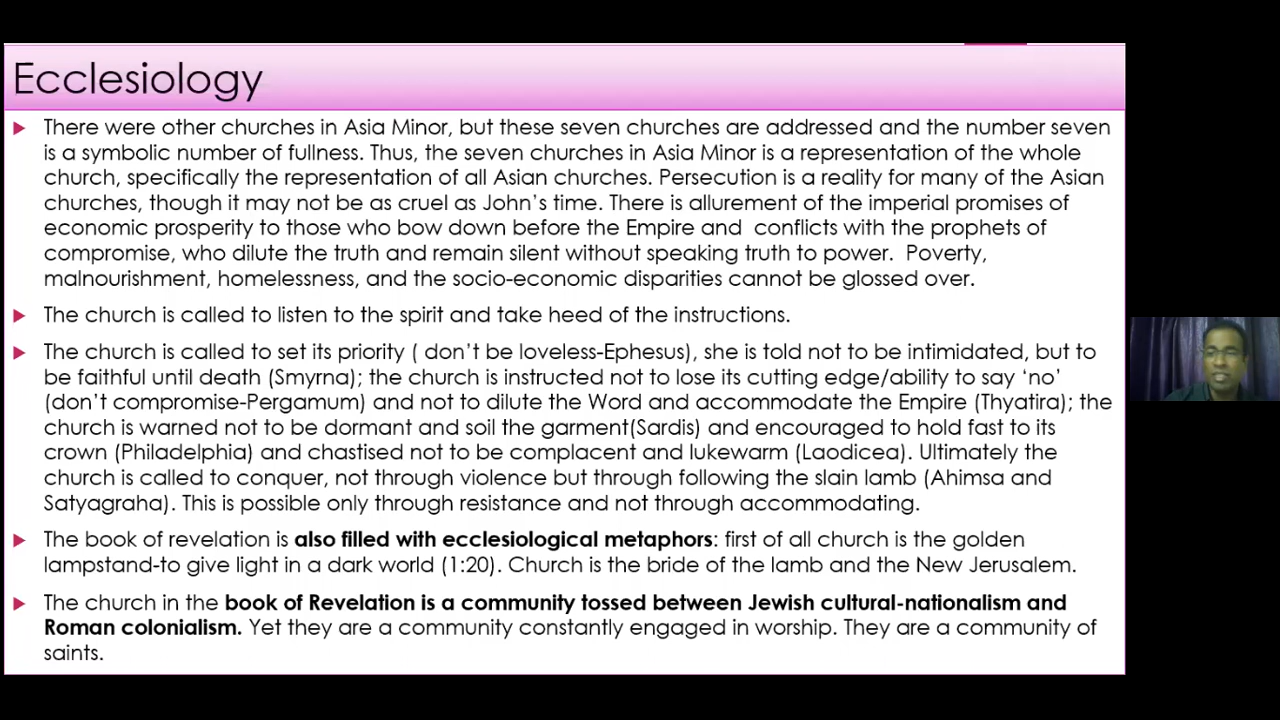 Ecclesiology
There were other churches in Asia Minor, but these seven churches are addressed and the number seven
is a symbolic number of fullness. Thus, the seven churches in Asia Minor is a representation of the whole
church, specifically the representation of all Asian churches. Persecution is a reality for many of the Asian
churches, though it may not be as cruel as John's time. There is allurement of the imperial promises of
economic prosperity to those who bow down before the Empire and  conflicts with the prophets of
compromise, who dilute the truth and remain silent without speaking truth to power.  Poverty,
malnourishment, homelessness, and the socio-economic disparities cannot be glossed over.
The church is called to listen to the spirit and take heed of the instructions.
The church is called to set its priority ( don't be loveless-Ephesus), she is told not to be intimidated, but to
be faithful until death (Smyrna); the church is instructed not to lose its cutting edge/ability to say 'no'
(don't compromise-Pergamum) and not to dilute the Word and accommodate the Empire (Thyatira); the
church is warned not to be dormant and soil the garment(Sardis) and encouraged to hold fast to its
crown (Philadelphia) and chastised not to be complacent and lukewarm (Laodicea). Ultimately the
church is called to conquer, not through violence but through following the slain lamb (Ahimsa and
Satyagraha). This is possible only through resistance and not through accommodating.
The book of revelation is also filled with ecclesiological metaphors: first of all church is the golden
lampstand-to give light in a dark world (1:20). Church is the bride of the lamb and the New Jerusalem.
The church in the book of Revelation is a community tossed between Jewish cultural-nationalism and
Roman colonialism. Yet they are a community constantly engaged in worship. They are a community of
saints.